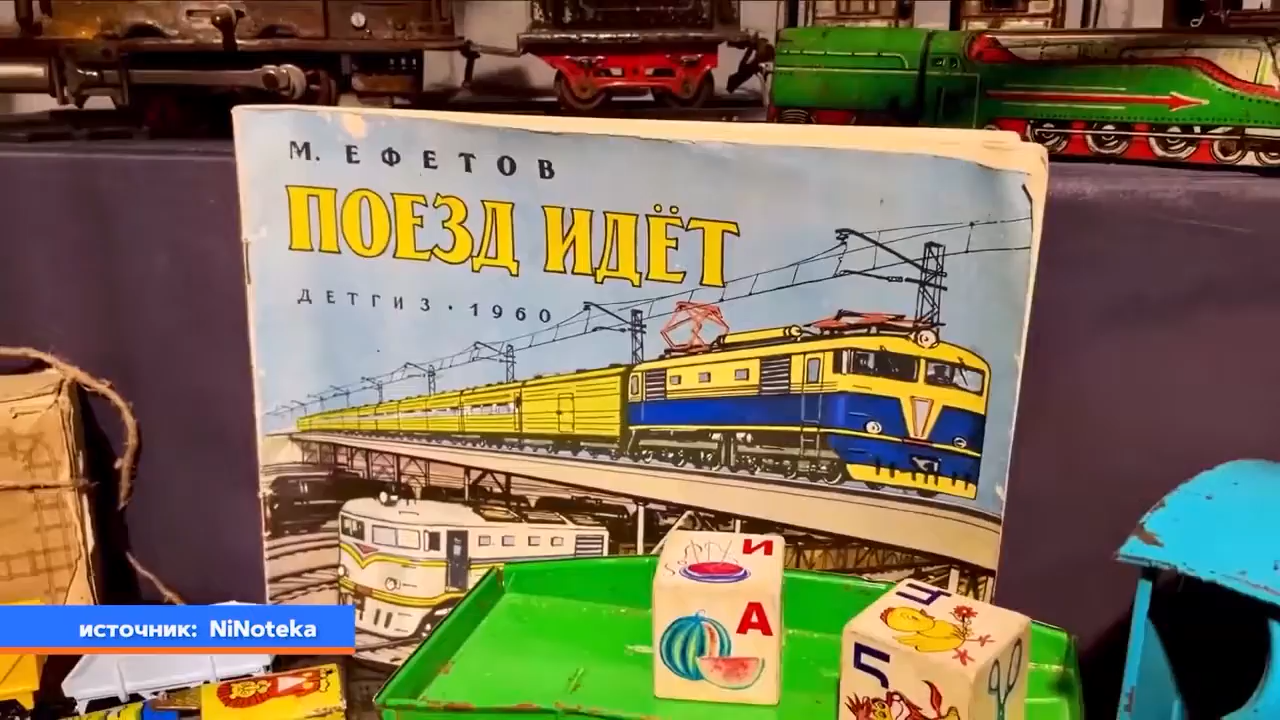 М. ЕФЕТОВ
ПОЕЗД ИДЁТ
ДЕТГИЗ · 1960
И
А
Ц
Б
источник: NiNoteka